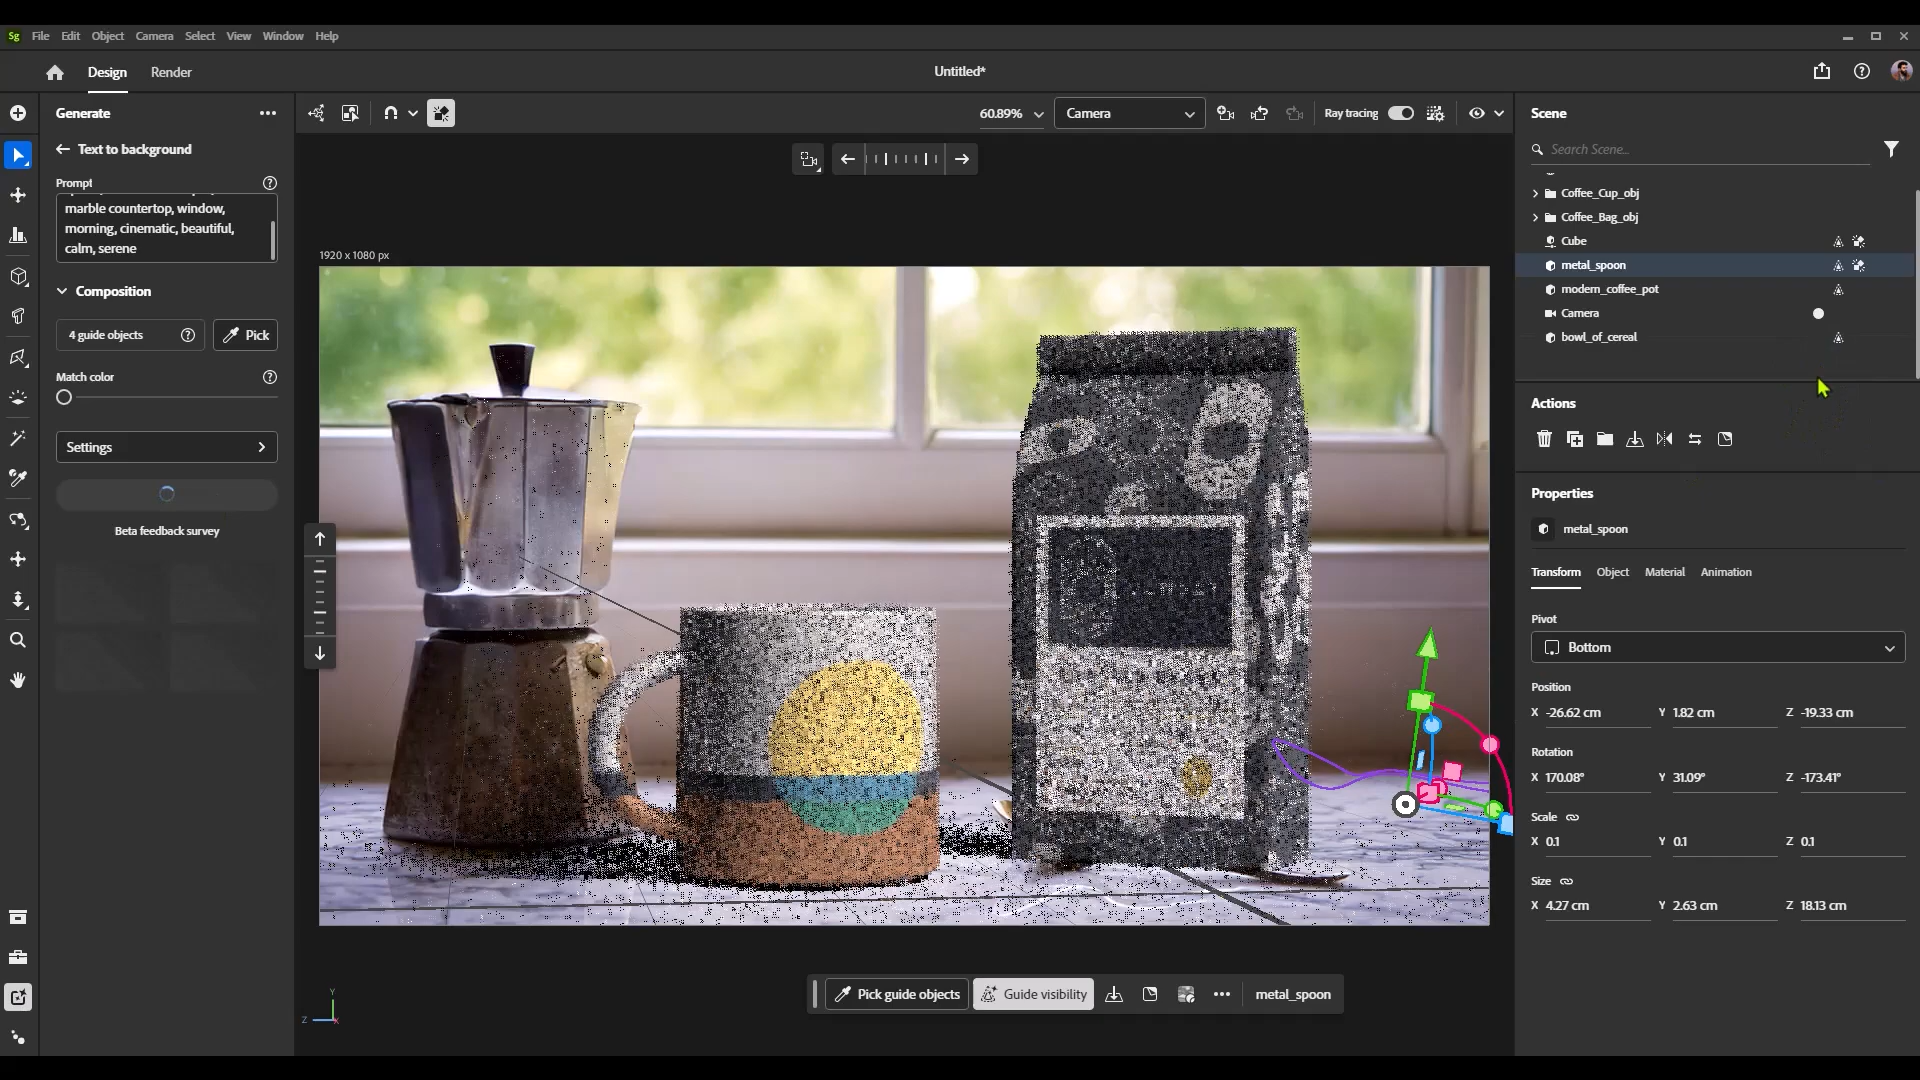 Sg File Edit Object Camera Select View Window Help
Design Render Untitled*
Generate
Text to background
Prompt
marble countertop, window,
morning, cinematic, beautiful,
calm, serene
Composition
4 guide objects Pick
Match color
Settings
Beta feedback survey
60.89% Camera Ray tracing
1920 x 1080 px
Y
Z X
Pick guide objects Guide visibility metal_spoon
Scene
Search Scene...
Coffee_Cup_obj
Coffee_Bag_obj
Cube
metal_spoon
modern_coffee_pot
Camera
bowl_of_cereal
Actions
Properties
metal_spoon
Transform Object Material Animation
Pivot
Bottom
Position
X -26.62 cm Y 1.82 cm Z -19.33 cm
Rotation
X 170.08° Y 31.09° Z -173.41°
Scale
X 0.1 Y 0.1 Z 0.1
Size
X 4.27 cm Y 2.63 cm Z 18.13 cm